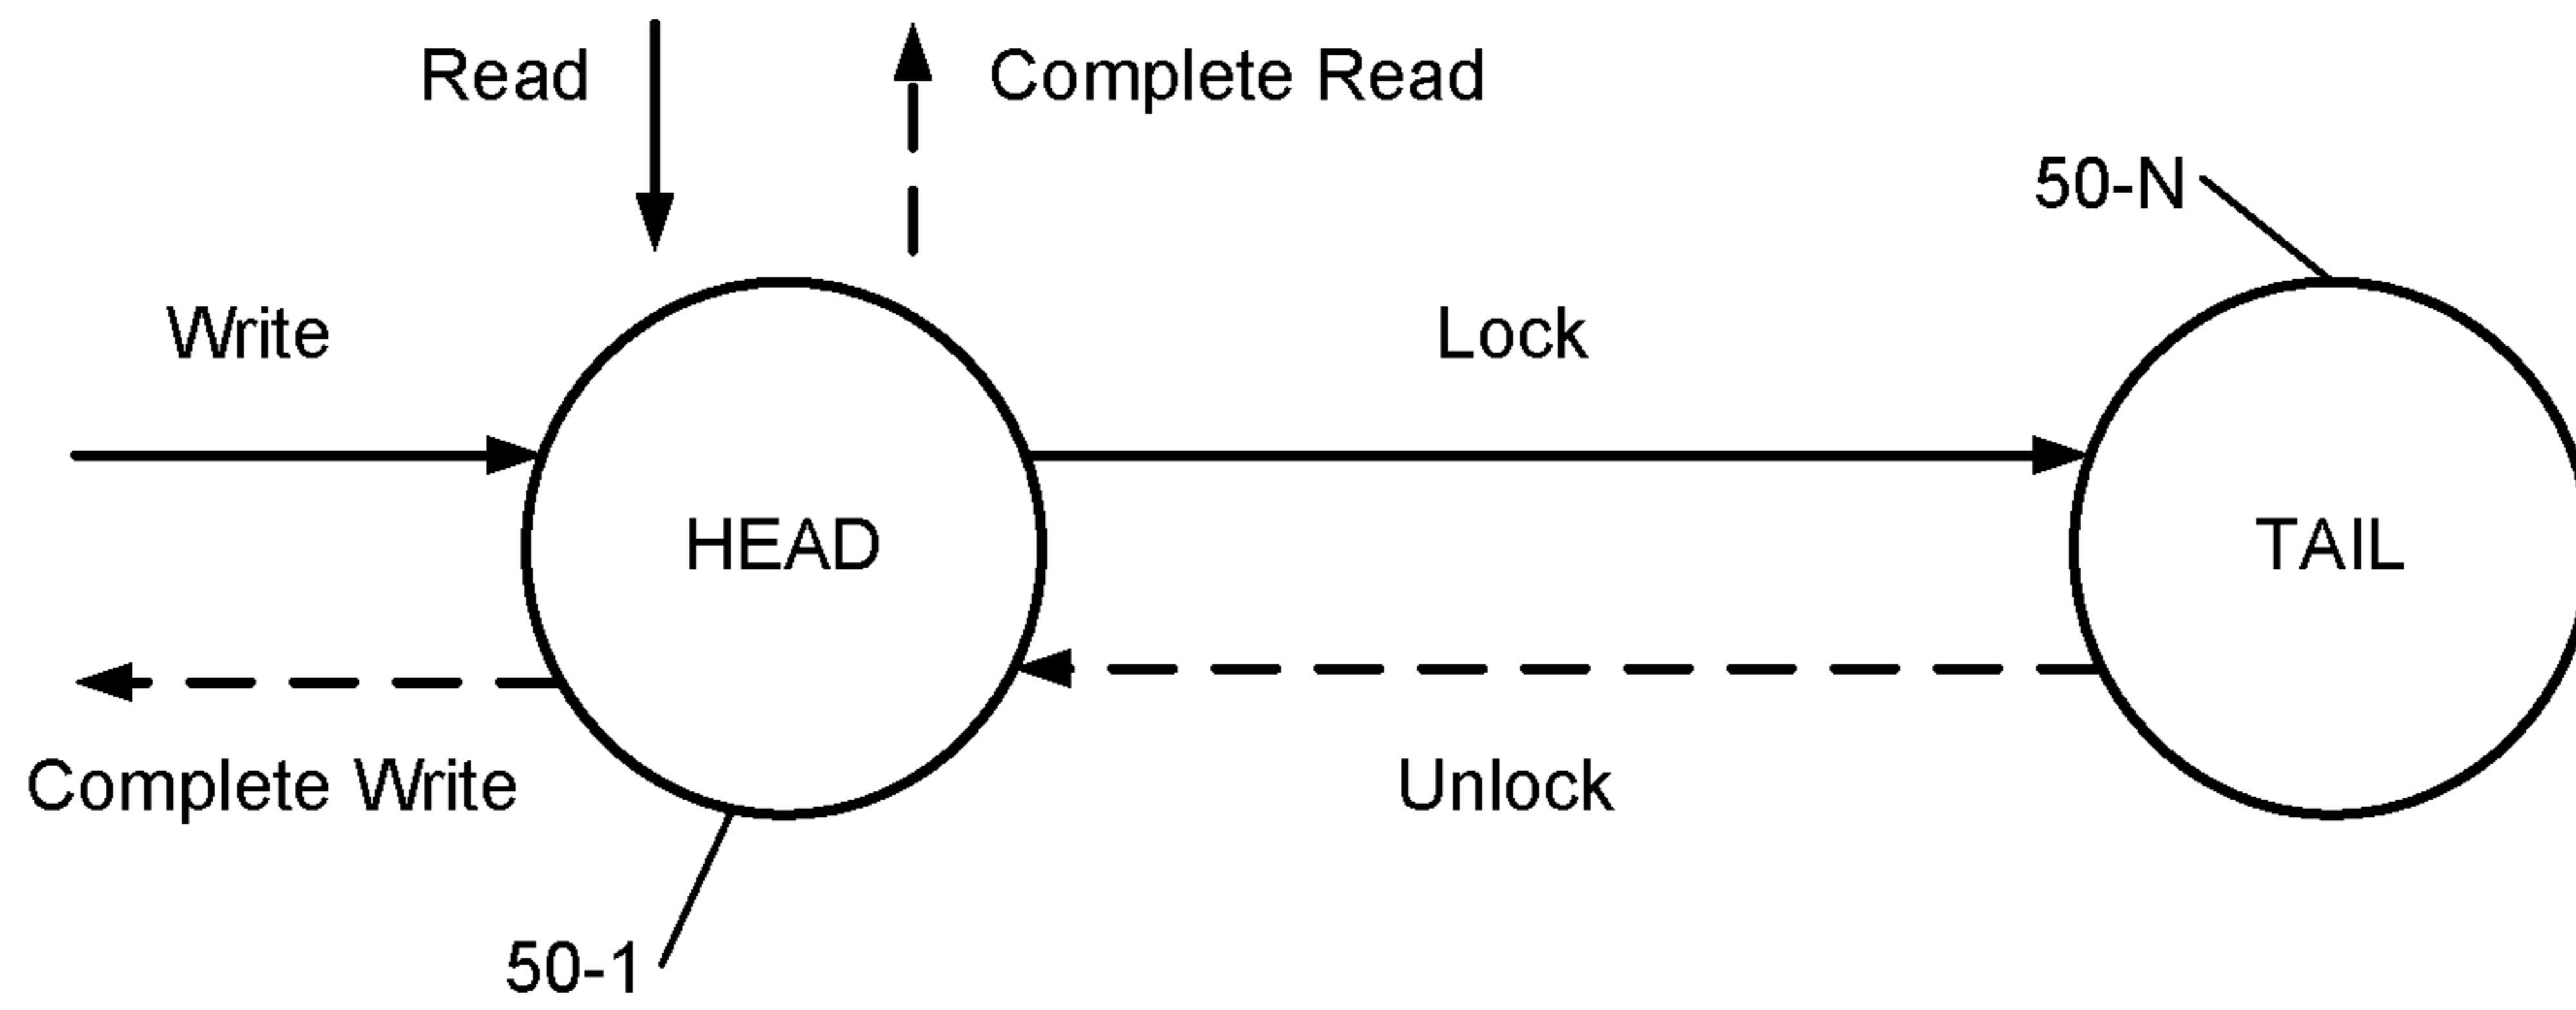 Read
Complete Read
50-N
Write
Lock
HEAD
TAIL
Complete Write
Unlock
50-1